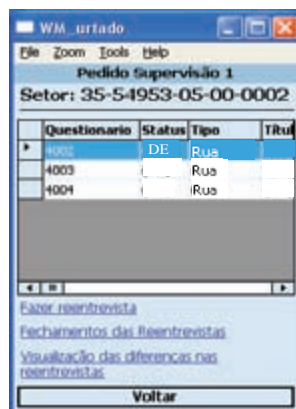 WM_urtado
File Zoom Tools Help
Pedido Supervisão 1
Setor: 35-54953-05-00-0002
Questionario Status Tipo Titul
4002 DE Rua
4003 Rua
4004 Rua
Fazer reentrevista
Fechamentos das Reentrevistas
Visualização das diferenças nas
reentrevistas
Voltar